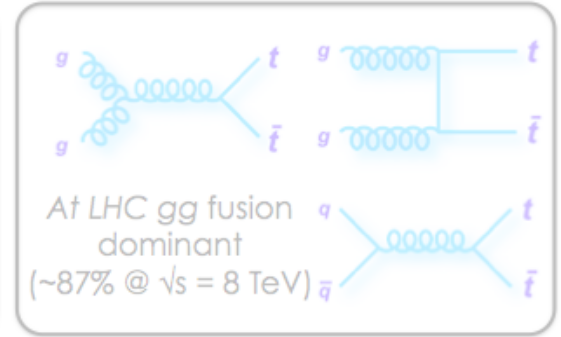 g
t
g
t̄
g
t
g
t̄
At LHC gg fusion
dominant
(~87% @ √s = 8 TeV)
q
t
q̄
t̄